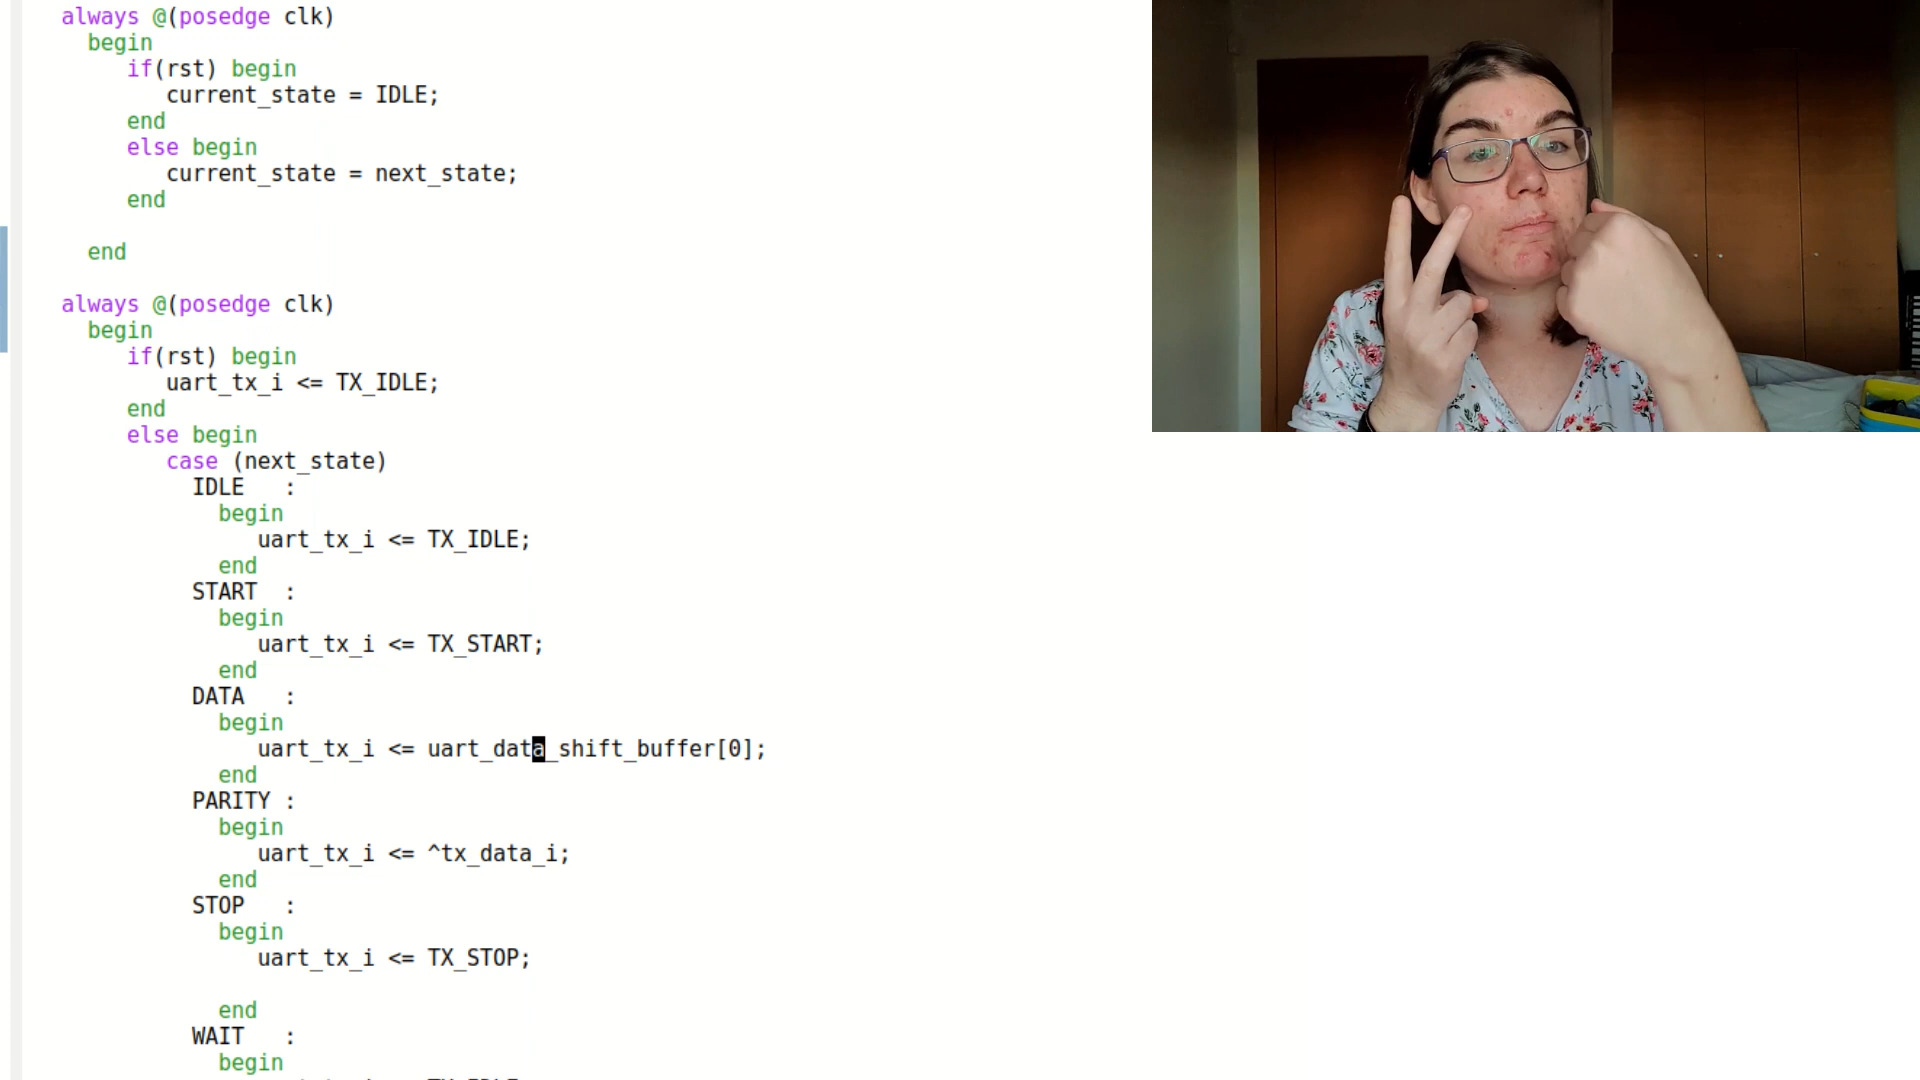 always @(posedge clk)
begin
if(rst) begin
current_state = IDLE;
end
else begin
current_state = next_state;
end
end
always @(posedge clk)
begin
if(rst) begin
uart_tx_i <= TX_IDLE;
end
else begin
case (next_state)
IDLE :
begin
uart_tx_i <= TX_IDLE;
end
START :
begin
uart_tx_i <= TX_START;
end
DATA :
begin
uart_tx_i <= uart_data_shift_buffer[0];
end
PARITY :
begin
uart_tx_i <= ^tx_data_i;
end
STOP :
begin
uart_tx_i <= TX_STOP;
end
WAIT :
begin